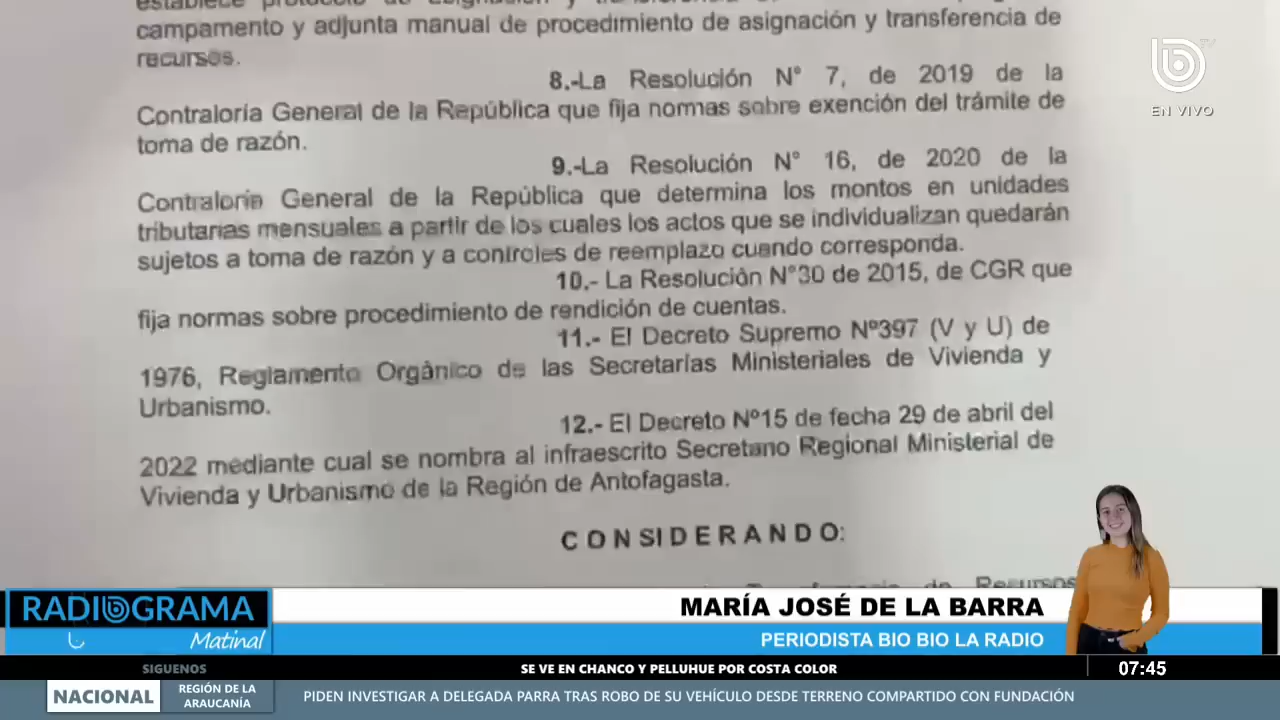 campamento y adjunta manual de procedimiento de asignación y transferencia de
recursos.
8.-La Resolución N° 7, de 2019 de la
Contraloría General de la República que fija normas sobre exención del trámite de
toma de razón.
9.-La Resolución N° 16, de 2020 de la
Contraloría General de la República que determina los montos en unidades
tributarias mensuales a partir de los cuales los actos que se individualizan quedarán
sujetos a toma de razón y a controles de reemplazo cuando corresponda.
10.- La Resolución N°30 de 2015, de CGR que
fija normas sobre procedimiento de rendición de cuentas.
11.- El Decreto Supremo Nº397 (V y U) de
1976, Reglamento Orgánico de las Secretarías Ministeriales de Vivienda y
Urbanismo.
12.- El Decreto Nº15 de fecha 29 de abril del
2022 mediante cual se nombra al infraescrito Secretario Regional Ministerial de
Vivienda y Urbanismo de la Región de Antofagasta.
CONSIDERANDO:
de Recursos
TV
EN VIVO
RADIOGRAMA
Matinal
MARÍA JOSÉ DE LA BARRA
PERIODISTA BIO BIO LA RADIO
SIGUENOS
SE VE EN CHANCO Y PELLUHUE POR COSTA COLOR
07:45
NACIONAL
REGIÓN DE LA
ARAUCANÍA
PIDEN INVESTIGAR A DELEGADA PARRA TRAS ROBO DE SU VEHÍCULO DESDE TERRENO COMPARTIDO CON FUNDACIÓN